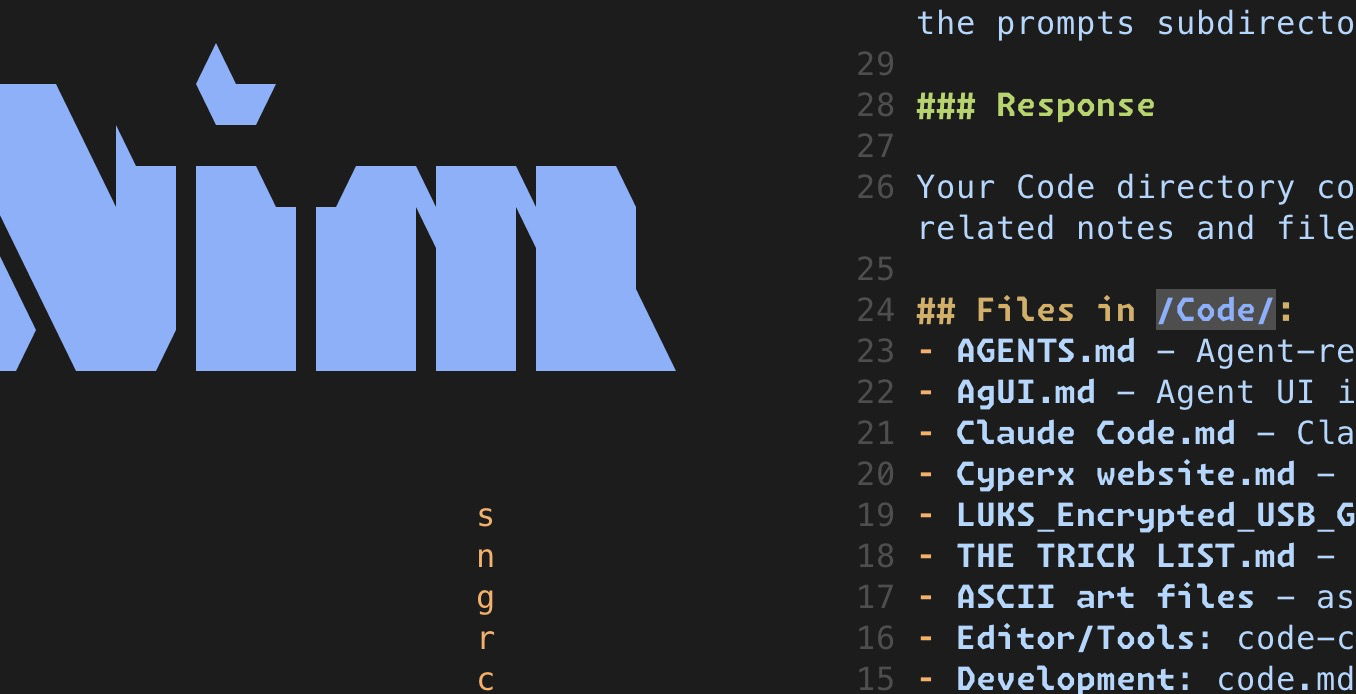 Vim
s
n
g
r
c
the prompts subdirecto
29
28 ### Response
27
26 Your Code directory co
related notes and file
25
24 ## Files in /Code/:
23 - AGENTS.md – Agent-re
22 - AgUI.md – Agent UI i
21 - Claude Code.md – Cla
20 - Cyperx website.md –
19 - LUKS_Encrypted_USB_G
18 - THE TRICK LIST.md –
17 - ASCII art files – as
16 - Editor/Tools: code-c
15 - Development: code.md